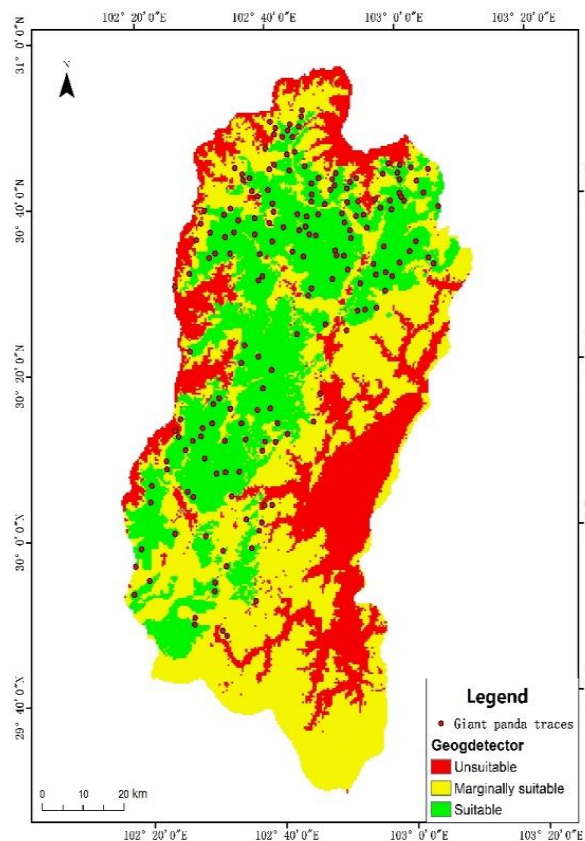 102° 20'0"E 102° 40'0"E 103° 0'0"E 103° 20'0"E
31° 0'0"N
N
30° 40'0"N
30° 20'0"N
30° 0'0"N
29° 40'0"N
Legend
Giant panda traces
Geogdetector
Unsuitable
Marginally suitable
Suitable
0 10 20 km
102° 20'0"E 102° 40'0"E 103° 0'0"E 103° 20'0"E